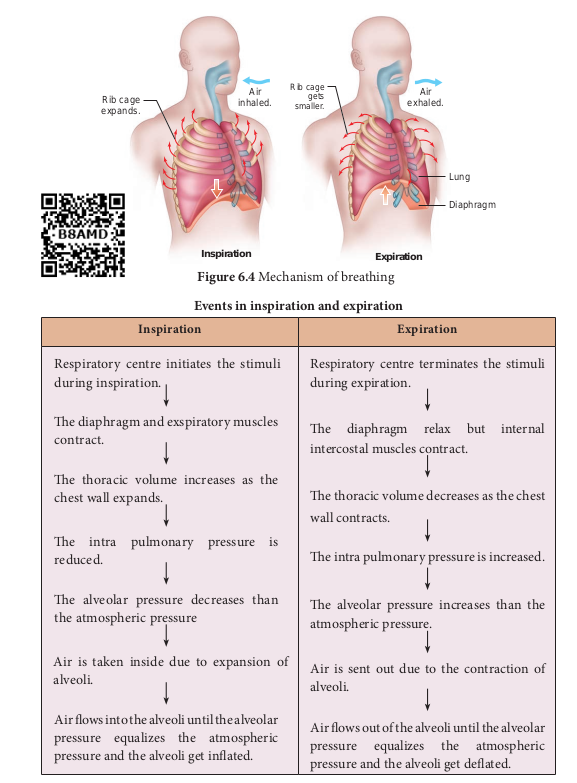 Rib cage
expands.
Air
inhaled.
Rib cage
gets
smaller.
Air
exhaled.
Lung
Diaphragm
B8AMD
Inspiration
Expiration
Figure 6.4 Mechanism of breathing
Events in inspiration and expiration
Inspiration
Respiratory centre initiates the stimuli
during inspiration.
The diaphragm and exspiratory muscles
contract.
The thoracic volume increases as the
chest wall expands.
The intra pulmonary pressure is
reduced.
The alveolar pressure decreases than
the atmospheric pressure
Air is taken inside due to expansion of
alveoli.
Air flows into the alveoli until the alveolar
pressure equalizes the atmospheric
pressure and the alveoli get inflated.
Expiration
Respiratory centre terminates the stimuli
during expiration.
The diaphragm relax but internal
intercostal muscles contract.
The thoracic volume decreases as the chest
wall contracts.
The intra pulmonary pressure is increased.
The alveolar pressure increases than the
atmospheric pressure.
Air is sent out due to the contraction of
alveoli.
Air flows out of the alveoli until the alveolar
pressure equalizes the atmospheric
pressure and the alveoli get deflated.